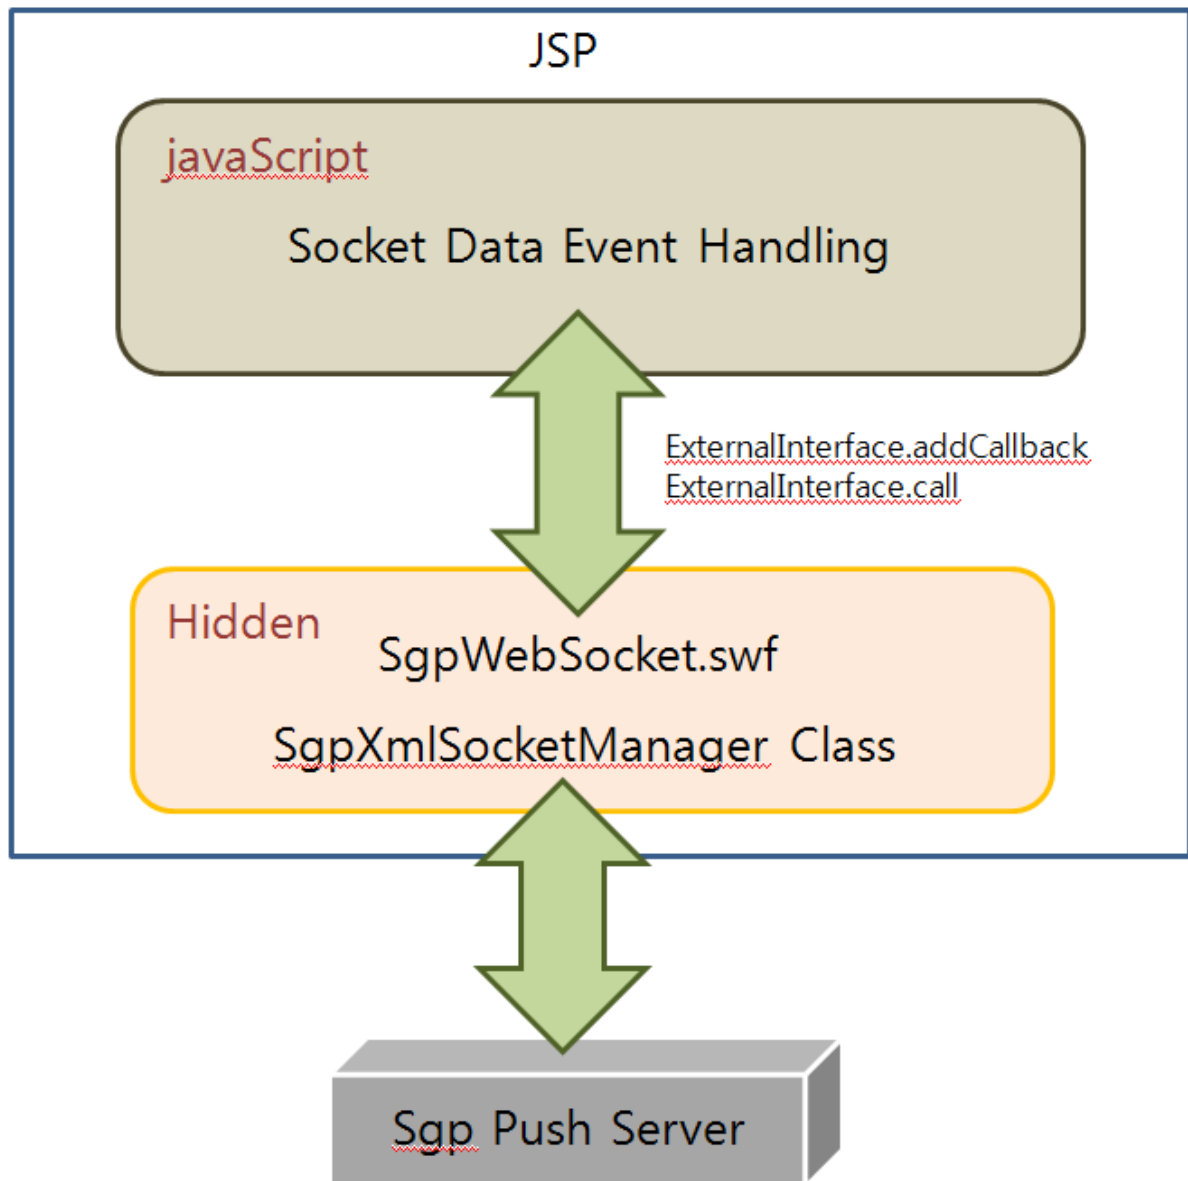 JSP
javaScript
Socket Data Event Handling
ExternalInterface.addCallback
ExternalInterface.call
Hidden
SgpWebSocket.swf
SgpXmlSocketManager Class
Sgp Push Server